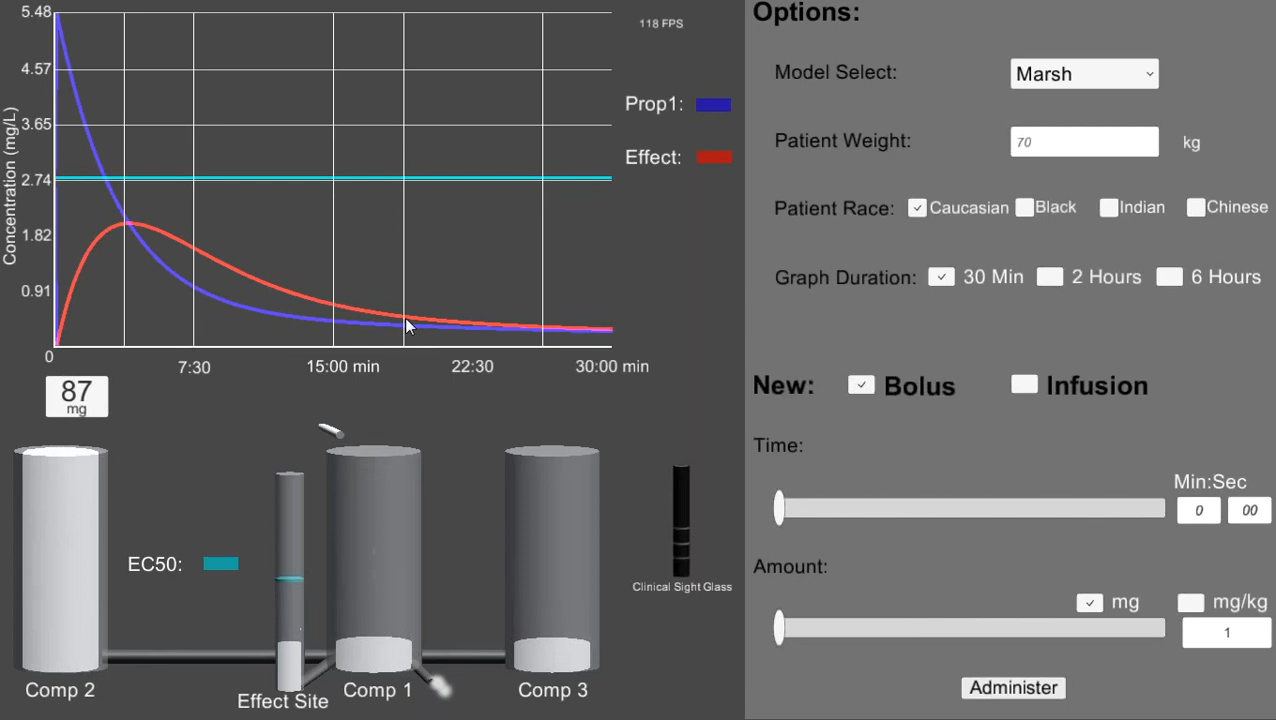 5.48
4.57
3.65
2.74
1.82
0.91
0
Concentration (mg/L)
7:30
15:00 min
22:30
30:00 min
118 FPS
Prop1:
Effect:
87
mg
EC50:
Comp 2
Effect Site
Comp 1
Comp 3
Clinical Sight Glass
Options:
Model Select:
Marsh
Patient Weight:
70
kg
Patient Race:
Caucasian
Black
Indian
Chinese
Graph Duration:
30 Min
2 Hours
6 Hours
New:
Bolus
Infusion
Time:
Min:Sec
0
00
Amount:
mg
mg/kg
1
Administer